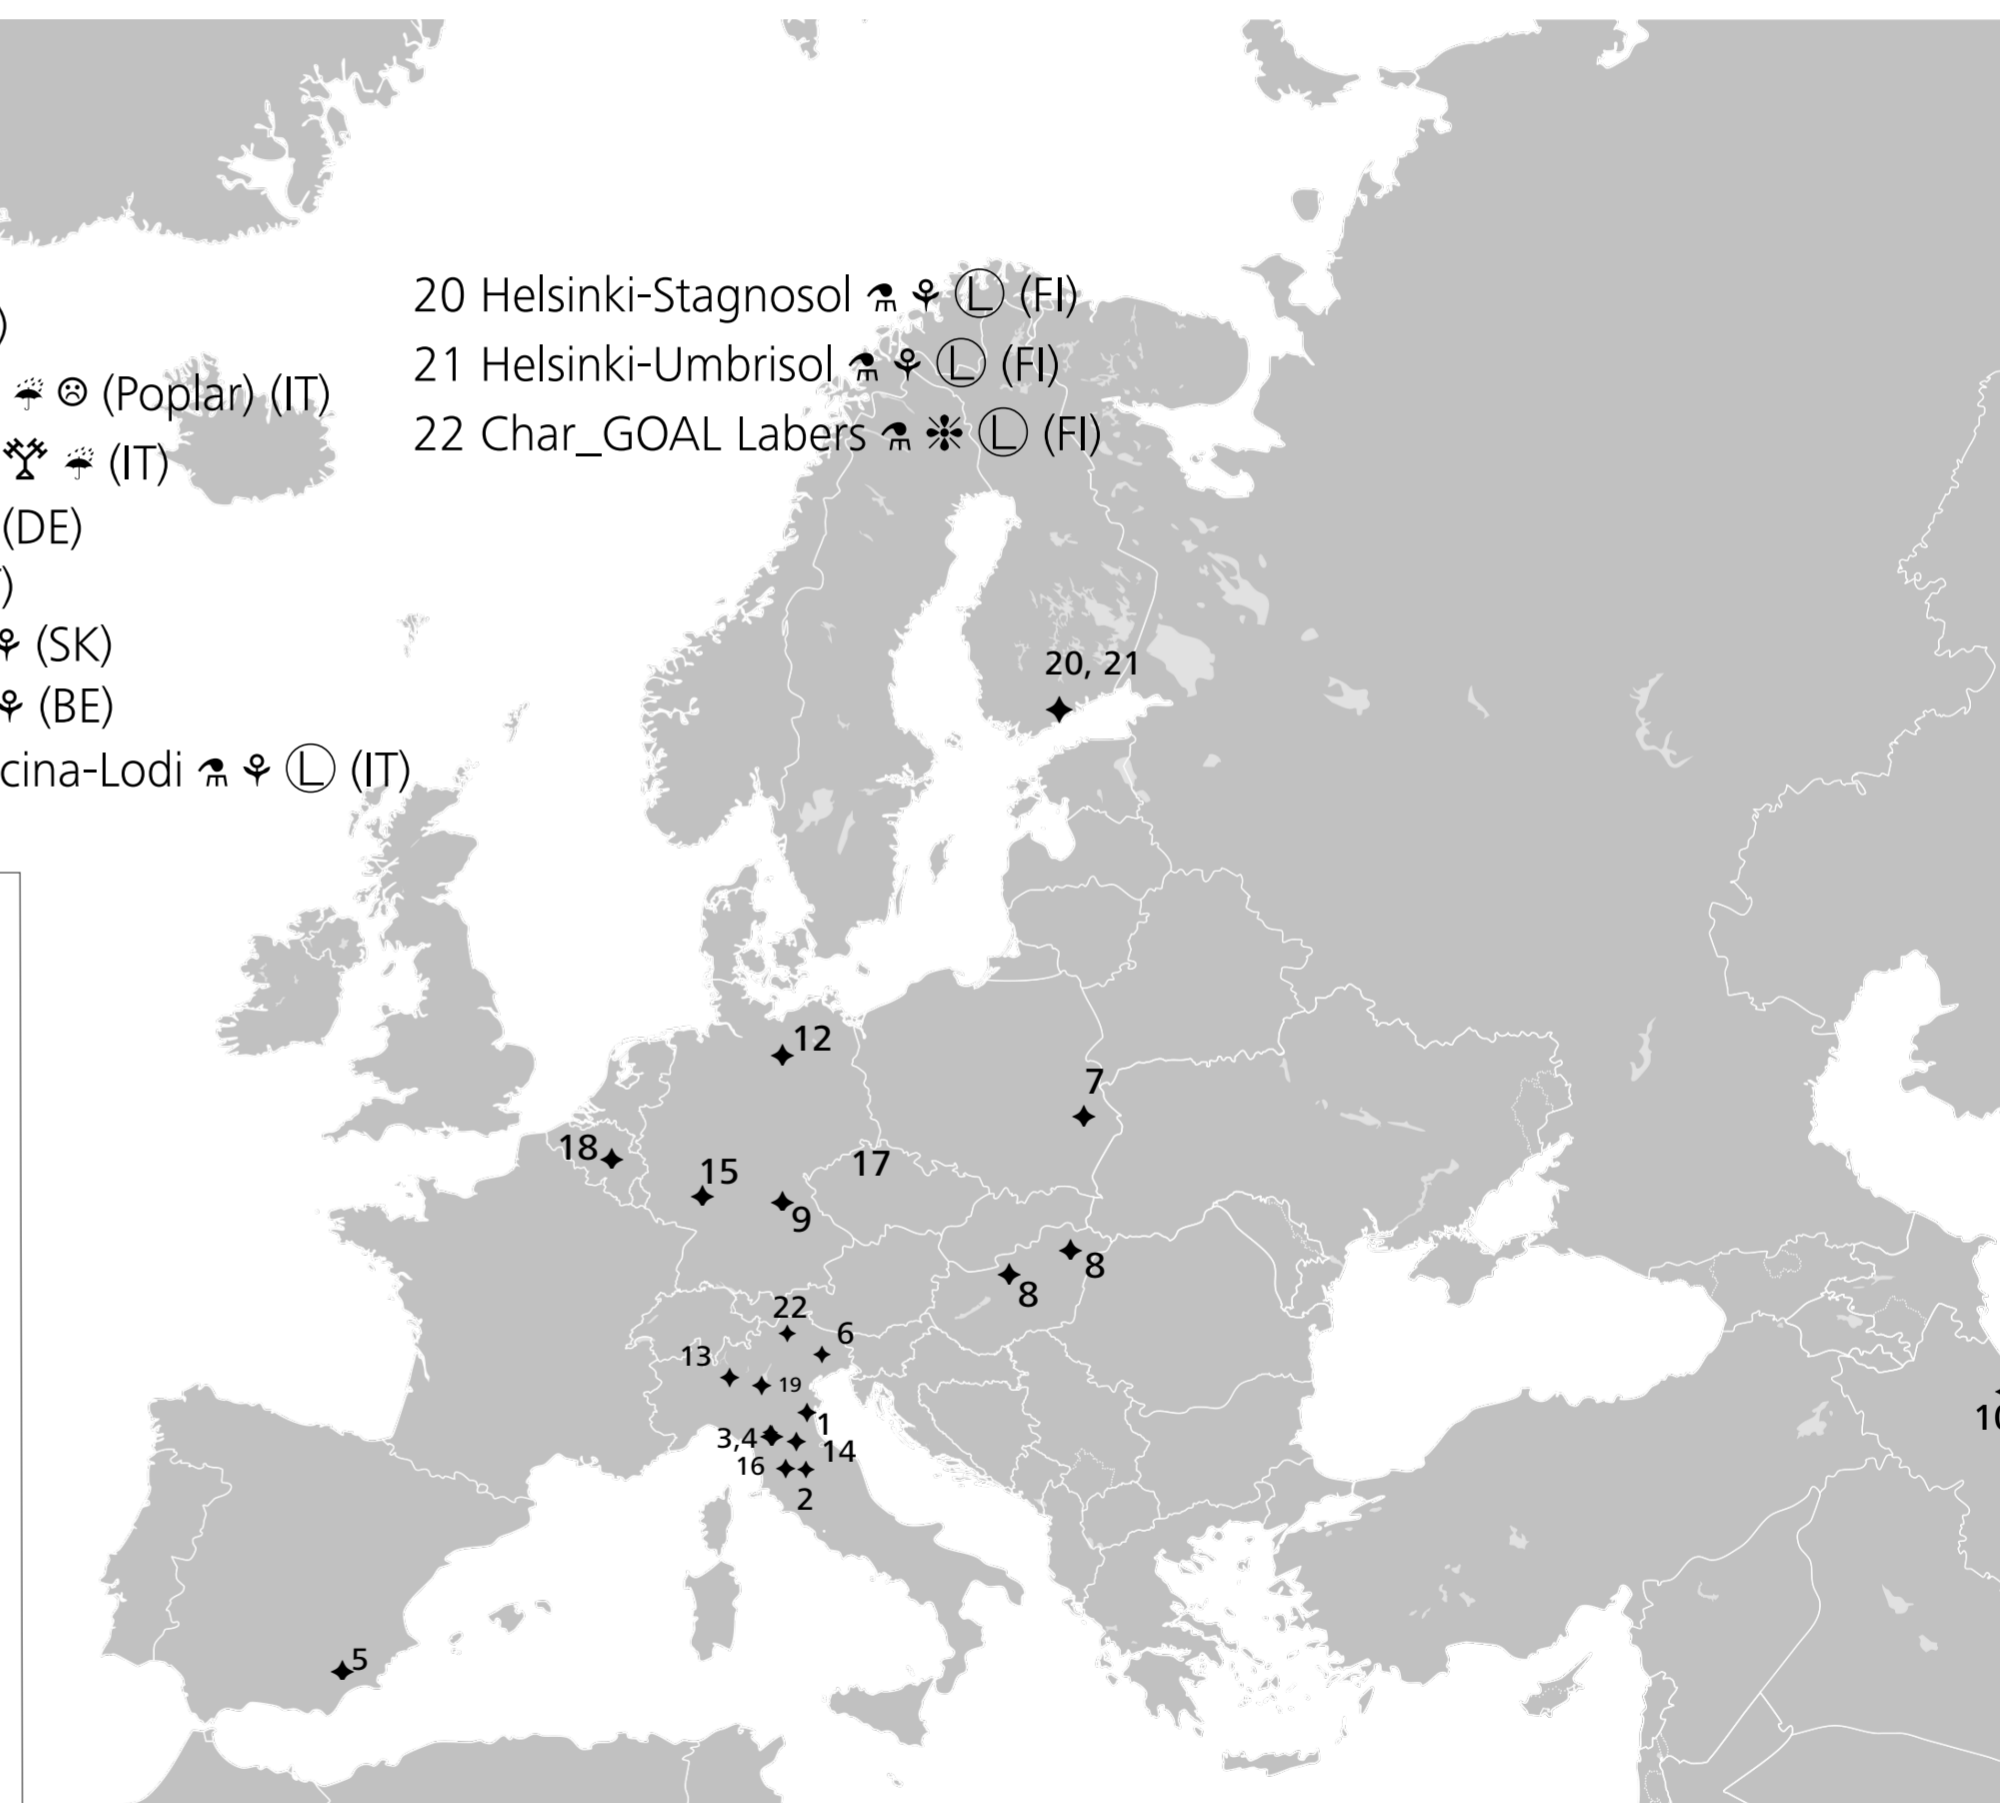 )
(Poplar) (IT)
(IT)
(DE)
)
(SK)
(BE)
cina-Lodi Ⓛ (IT)
20 Helsinki-Stagnosol Ⓛ (FI)
21 Helsinki-Umbrisol Ⓛ (FI)
22 Char_GOAL Labers Ⓛ (FI)
20, 21
12
7
18
15
17
9
8
8
22
6
13
19
1
3,4
14
16
2
10
5